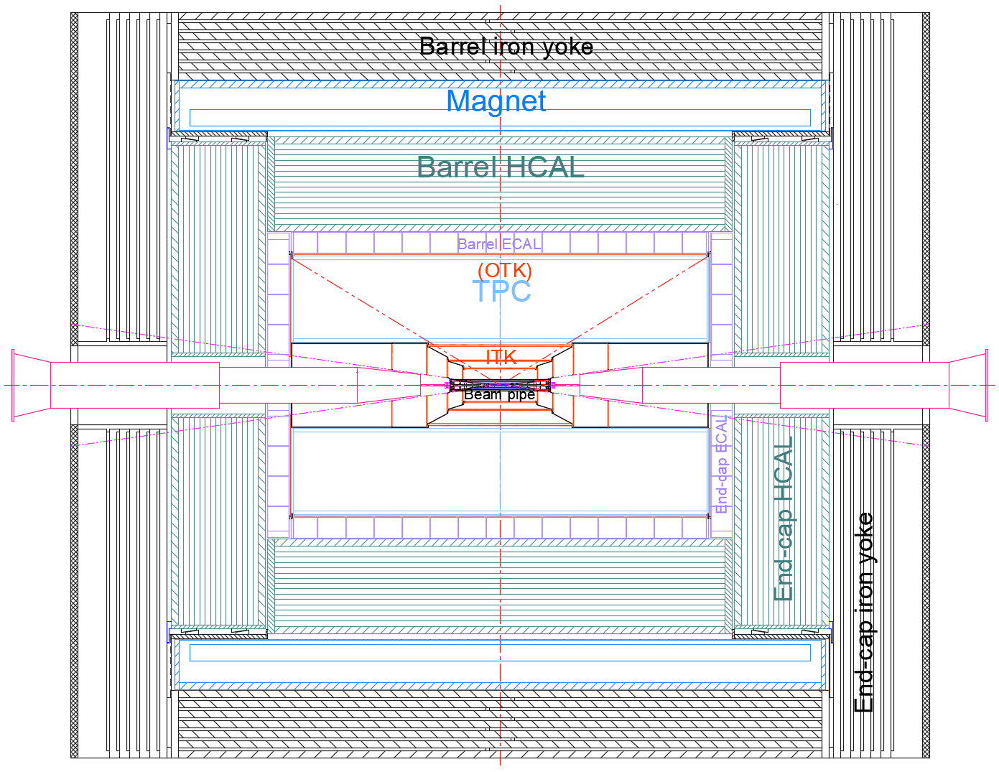 Barrel iron yoke
Magnet
Barrel HCAL
Barrel ECAL
(OTK)
TPC
ITK
Beam pipe
End-cap ECAL
End-cap HCAL
End-cap iron yoke